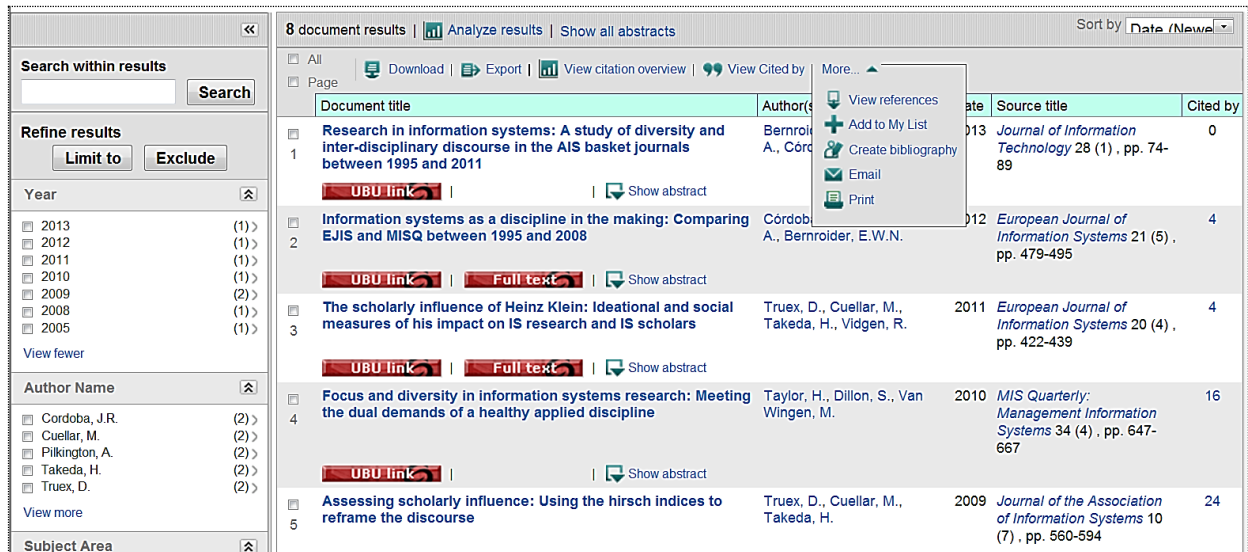 8 document results | Analyze results | Show all abstracts
Sort by Date (Newe
Search within results
Search
Refine results
Limit to Exclude
Year
2013 (1)
2012 (1)
2011 (1)
2010 (1)
2009 (2)
2008 (1)
2005 (1)
View fewer
Author Name
Cordoba, J.R. (2)
Cuellar, M. (2)
Pilkington, A. (2)
Takeda, H. (2)
Truex, D. (2)
View more
Subject Area
All
Page
Download | Export | View citation overview | View Cited by | More...
View references
Add to My List
Create bibliography
Email
Print
Document title Author(s ate Source title Cited by
1
Research in information systems: A study of diversity and
inter-disciplinary discourse in the AIS basket journals
between 1995 and 2011
Bernroi
A., Córd
013
Journal of Information
Technology 28 (1) , pp. 74-
89
0
UBU link | | Show abstract
2
Information systems as a discipline in the making: Comparing
EJIS and MISQ between 1995 and 2008
Córdob
A., Bernroider, E.W.N.
012
European Journal of
Information Systems 21 (5) ,
pp. 479-495
4
UBU link | Full text | Show abstract
3
The scholarly influence of Heinz Klein: Ideational and social
measures of his impact on IS research and IS scholars
Truex, D., Cuellar, M.,
Takeda, H., Vidgen, R.
2011
European Journal of
Information Systems 20 (4) ,
pp. 422-439
4
UBU link | Full text | Show abstract
4
Focus and diversity in information systems research: Meeting
the dual demands of a healthy applied discipline
Taylor, H., Dillon, S., Van
Wingen, M.
2010
MIS Quarterly:
Management Information
Systems 34 (4) , pp. 647-
667
16
UBU link | | Show abstract
5
Assessing scholarly influence: Using the hirsch indices to
reframe the discourse
Truex, D., Cuellar, M.,
Takeda, H.
2009
Journal of the Association
of Information Systems 10
(7) , pp. 560-594
24